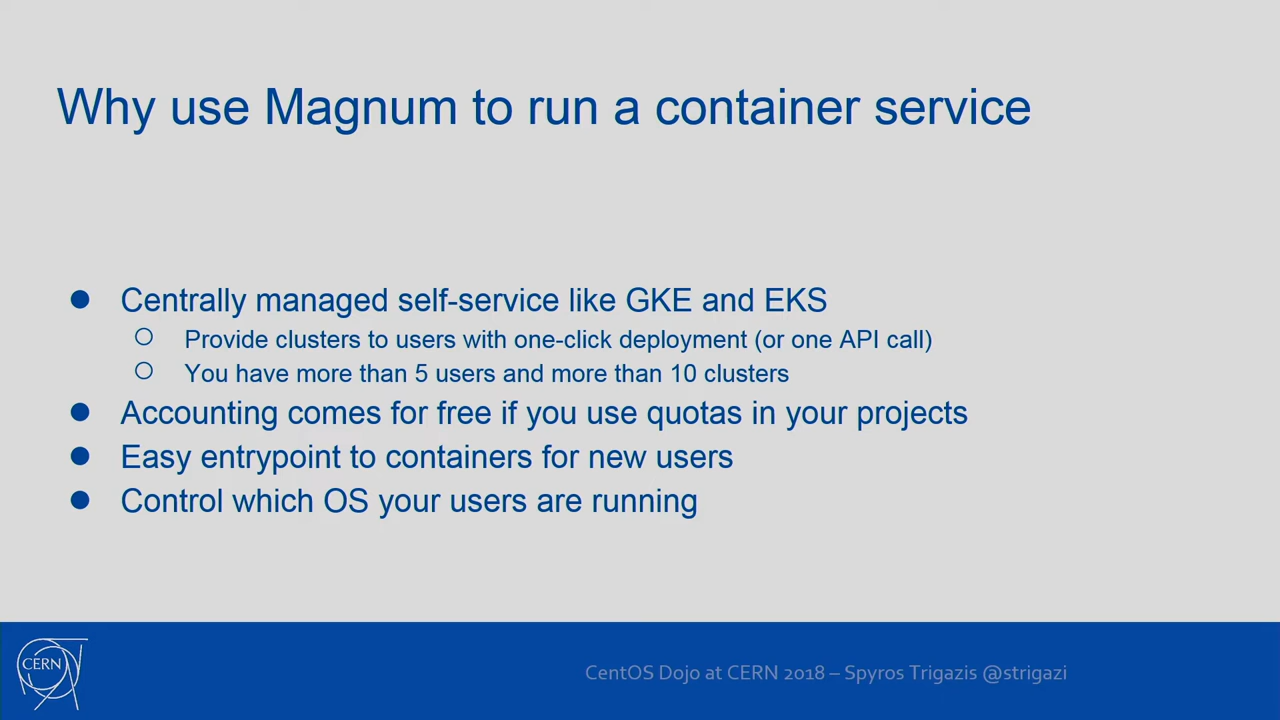 Why use Magnum to run a container service
● Centrally managed self-service like GKE and EKS
○ Provide clusters to users with one-click deployment (or one API call)
○ You have more than 5 users and more than 10 clusters
● Accounting comes for free if you use quotas in your projects
● Easy entrypoint to containers for new users
● Control which OS your users are running
CERN
CentOS Dojo at CERN 2018 – Spyros Trigazis @strigazi